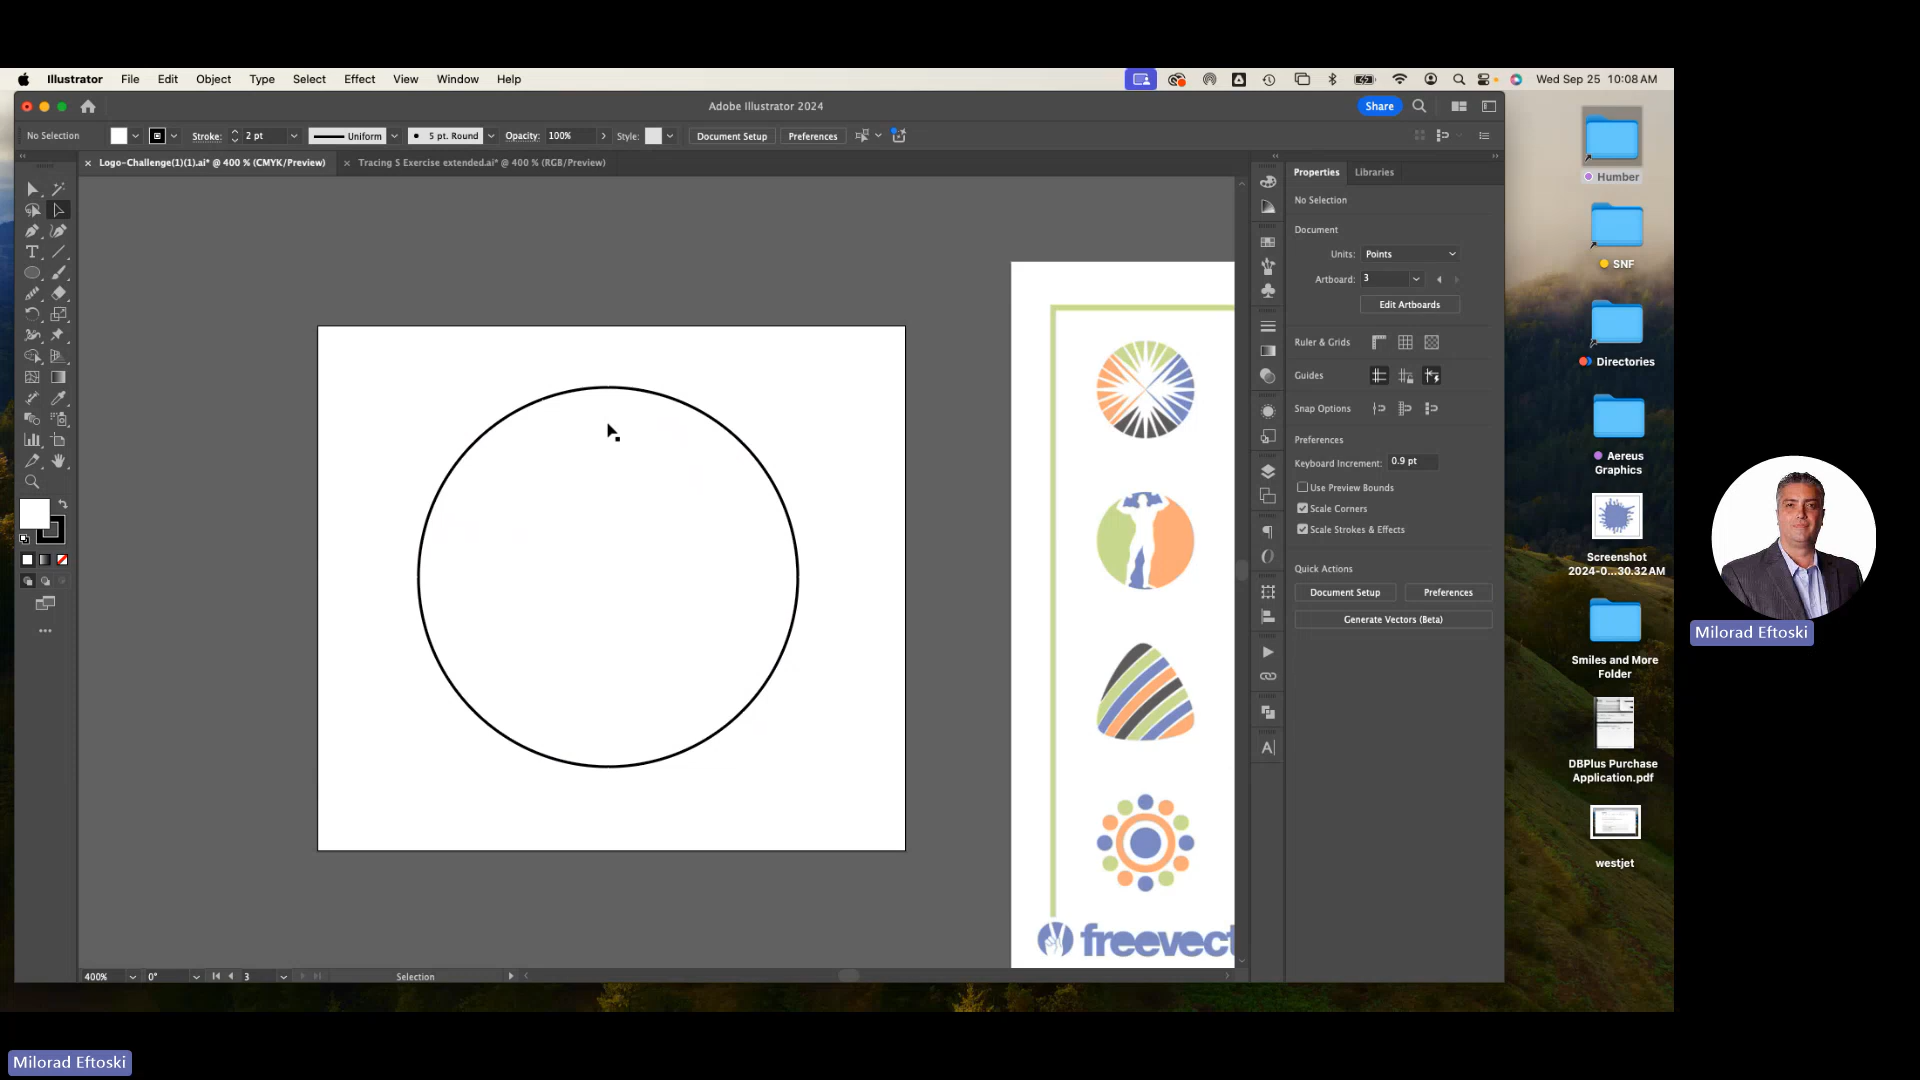 Illustrator File Edit Object Type Select Effect View Window Help
Wed Sep 25 10:08 AM
Adobe Illustrator 2024
Share
No Selection
Stroke: 2 pt
Uniform
5 pt. Round
Opacity: 100%
Style:
Document Setup
Preferences
Logo-Challenge(1)(1).ai* @ 400 % (CMYK/Preview)
Tracing S Exercise extended.ai* @ 400 % (RGB/Preview)
Properties
Libraries
No Selection
Document
Units: Points
Artboard: 3
Edit Artboards
Ruler & Grids
Guides
Snap Options
Preferences
Keyboard Increment: 0.9 pt
Use Preview Bounds
Scale Corners
Scale Strokes & Effects
Quick Actions
Document Setup
Preferences
Generate Vectors (Beta)
freevect
400%
0°
3
Selection
Humber
SNF
Directories
Aereus
Graphics
Screenshot
2024-0...30.32 AM
Smiles and More
Folder
DBPlus Purchase
Application.pdf
westjet
Milorad Eftoski
Milorad Eftoski